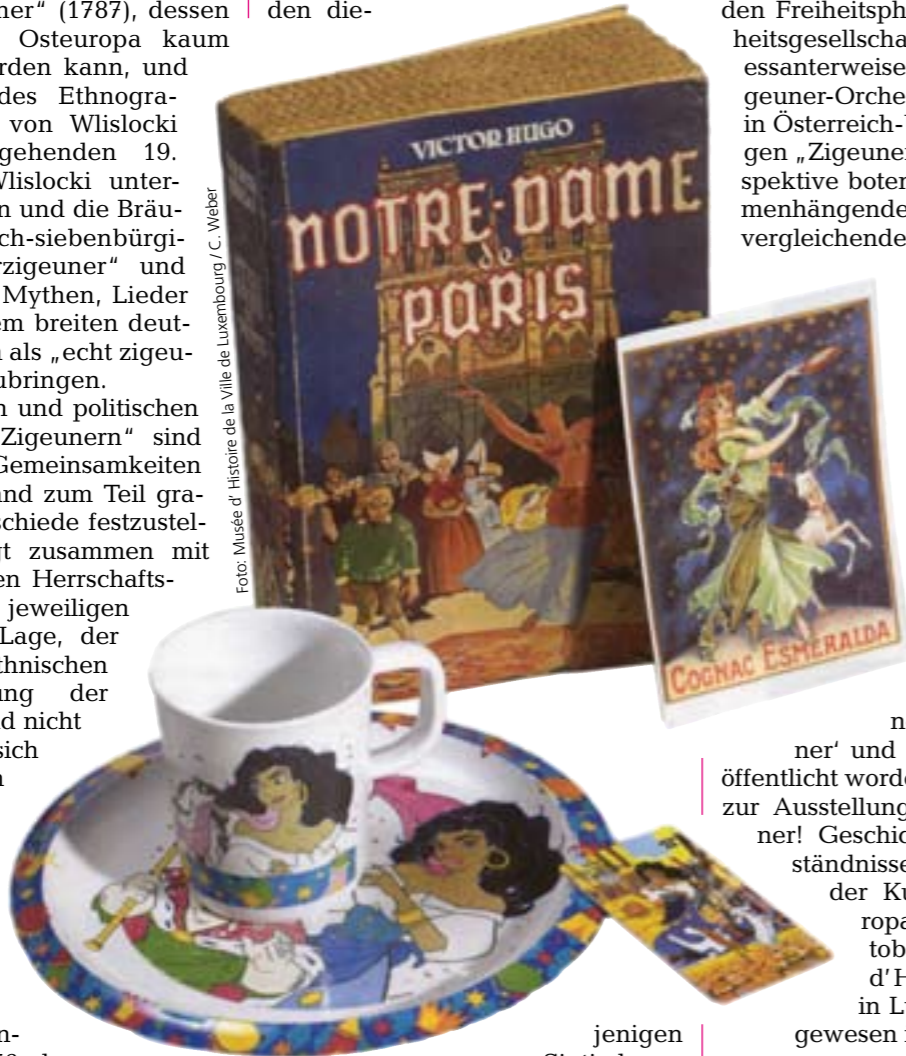 ner“ (1787), dessen
Osteuropa kaum
rden kann, und
des Ethnogra-
von Wlislocki
gehenden 19.
Wlislocki unter-
n und die Bräu-
ch-siebenbürgi-
rzigeuner“ und
Mythen, Lieder
em breiten deut-
als „echt zigeu-
ubringen.
n und politischen
Zigeunern“ sind
Gemeinsamkeiten
and zum Teil gra-
schiede festzustel-
gt zusammen mit
en Herrschafts-
jeweiligen
Lage, der
thnischen
ung der
d nicht
sich
n-
den die-
Foto: Musée d' Histoire de la Ville de Luxembourg / C. Weber
VICTOR HUGO
NOTRE-DAME
de
PARIS
COGNAC ESMERALDA
jenigen
den Freiheitsph
heitsgesellscha
essanterweise
geuner-Orche
in Österreich-
gen „Zigeune
spektive boten
menhängende
vergleichende
n
ner‘ und
öffentlicht word
zur Ausstellung
ner! Geschic
ständnisse
der Ku
ropa
tob
d’H
in L
gewesen